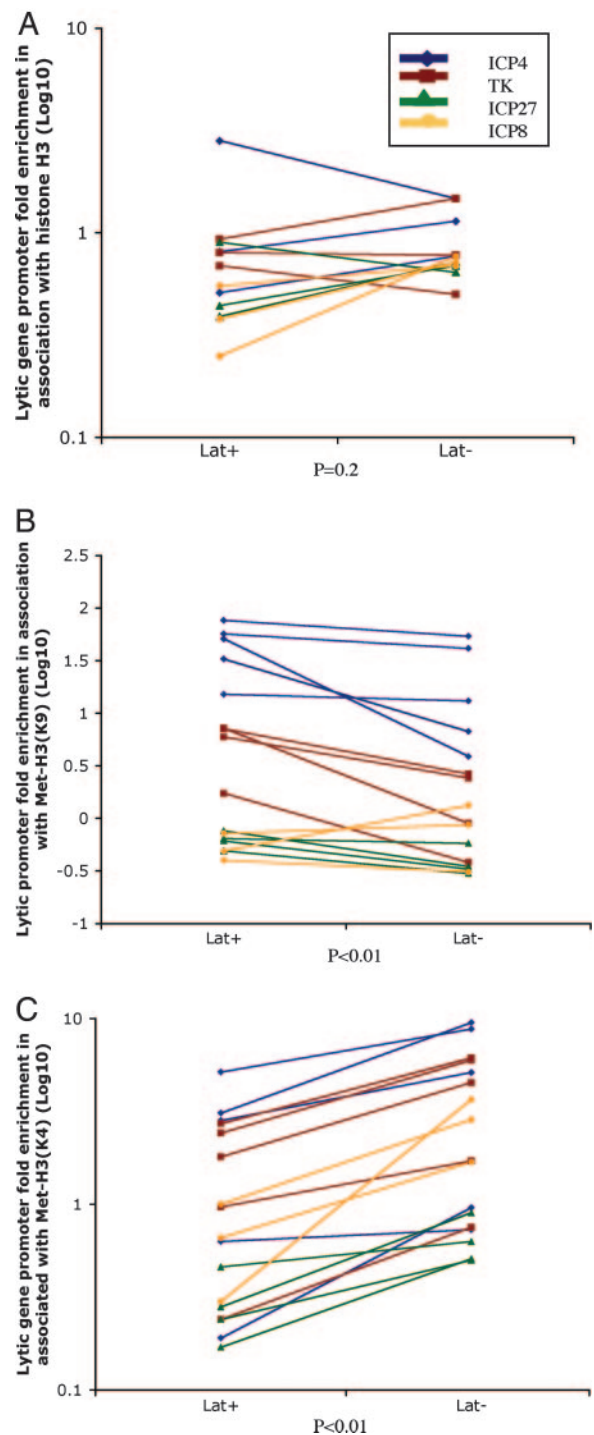 A
Lytic gene promoter fold enrichment in
association with histone H3 (Log10)
10
1
0.1
ICP4
TK
ICP27
ICP8
Lat+
Lat-
P=0.2
B
Lytic promoter fold enrichment in association
with Met-H3(K9) (Log10)
2.5
2
1.5
1
0.5
0
-0.5
-1
Lat+
Lat-
P<0.01
C
Lytic gene promoter fold enrichment in
associated with Met-H3(K4) (Log10)
10
1
0.1
Lat+
Lat-
P<0.01